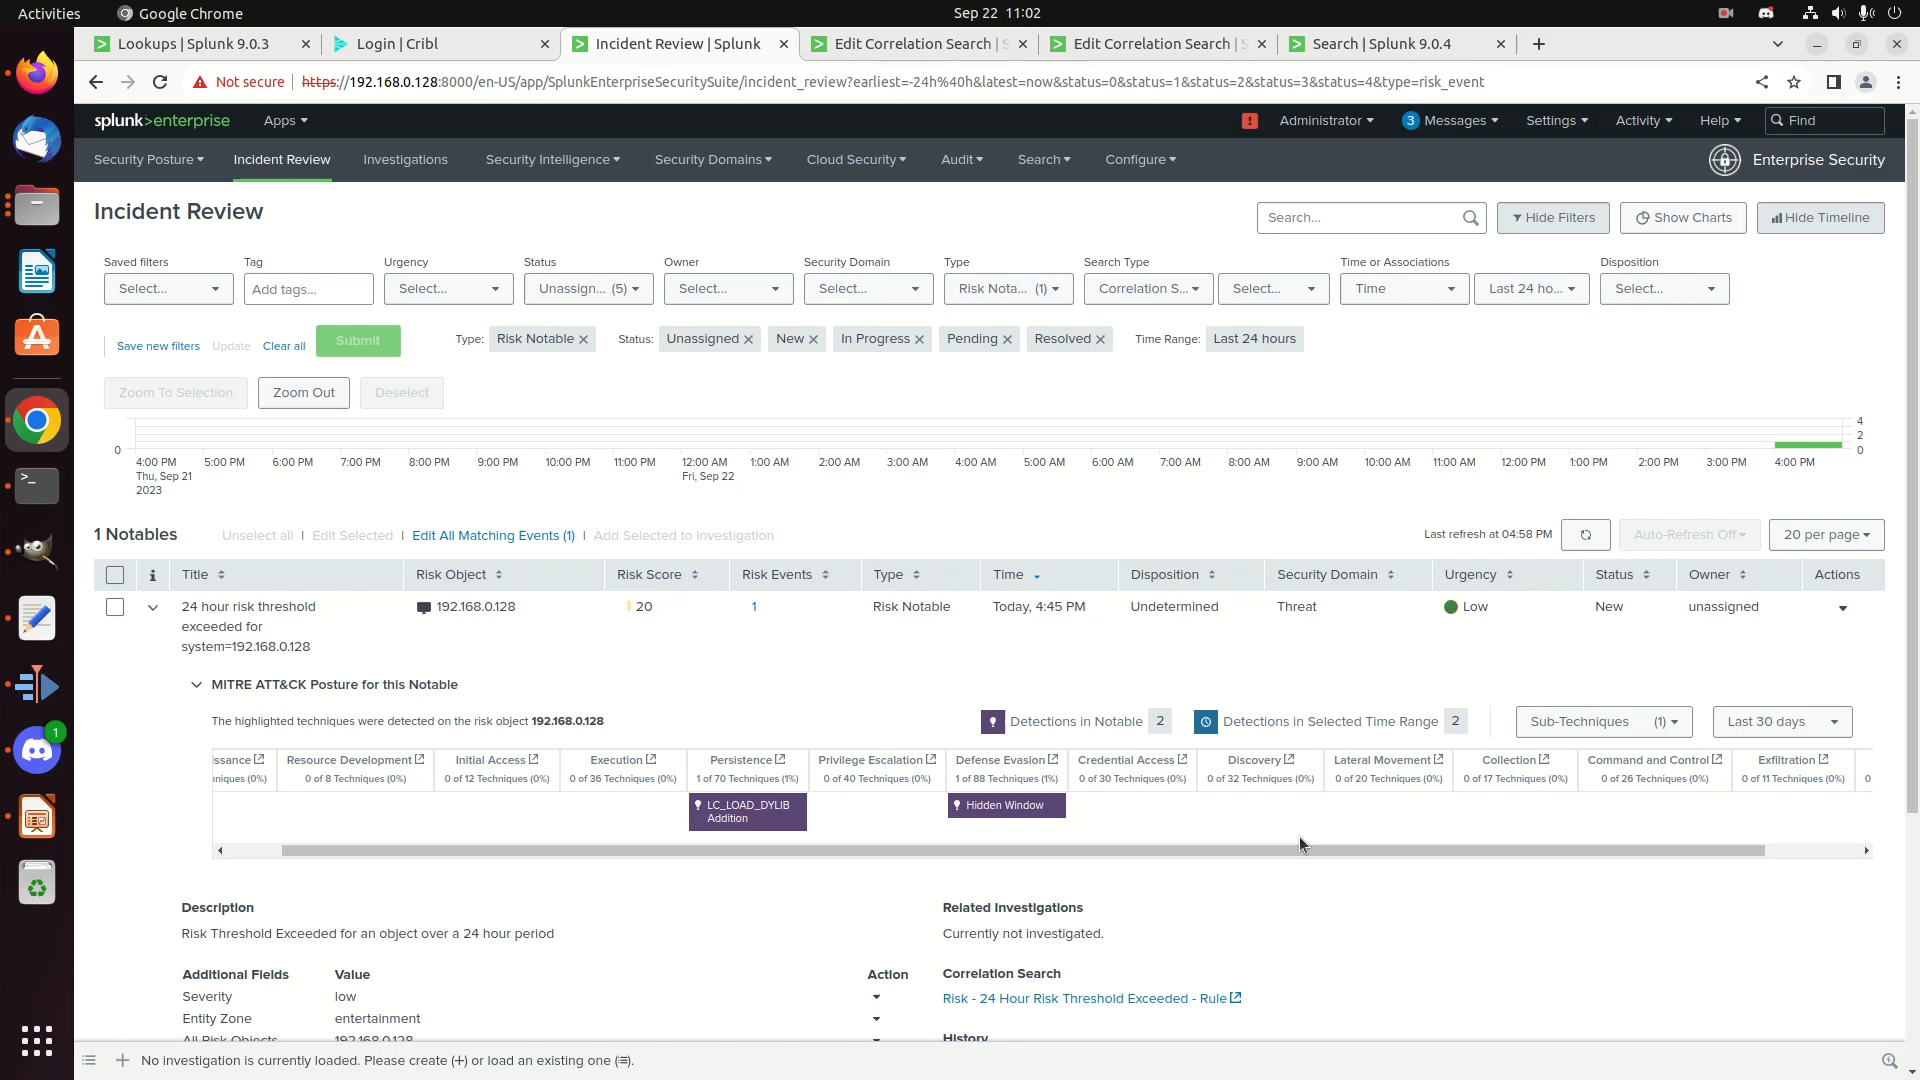 Activities
Google Chrome
Sep 22 11:02
Lookups | Splunk 9.0.3
Login | Cribl
Incident Review | Splunk
Edit Correlation Search |
Edit Correlation Search |
Search | Splunk 9.0.4
Not secure
https://192.168.0.128:8000/en-US/app/SplunkEnterpriseSecuritySuite/incident_review?earliest=-24h%40h&latest=now&status=0&status=1&status=2&status=3&status=4&type=risk_event
splunk>enterprise
Apps
!
Administrator
3
Messages
Settings
Activity
Help
Find
Security Posture
Incident Review
Investigations
Security Intelligence
Security Domains
Cloud Security
Audit
Search
Configure
Enterprise Security
Incident Review
Search...
Hide Filters
Show Charts
Hide Timeline
Saved filters
Tag
Urgency
Status
Owner
Security Domain
Type
Search Type
Time or Associations
Disposition
Select...
Add tags...
Select...
Unassign... (5)
Select...
Select...
Risk Nota... (1)
Correlation S...
Select...
Time
Last 24 ho...
Select...
Save new filters
Update
Clear all
Submit
Type:
Risk Notable
Status:
Unassigned
New
In Progress
Pending
Resolved
Time Range:
Last 24 hours
Zoom To Selection
Zoom Out
Deselect
4
2
0
0
4:00 PM
Thu, Sep 21
2023
5:00 PM
6:00 PM
7:00 PM
8:00 PM
9:00 PM
10:00 PM
11:00 PM
12:00 AM
Fri, Sep 22
1:00 AM
2:00 AM
3:00 AM
4:00 AM
5:00 AM
6:00 AM
7:00 AM
8:00 AM
9:00 AM
10:00 AM
11:00 AM
12:00 PM
1:00 PM
2:00 PM
3:00 PM
4:00 PM
1 Notables
Unselect all | Edit Selected | Edit All Matching Events (1) | Add Selected to Investigation
Last refresh at 04:58 PM
Auto-Refresh Off
20 per page
i
Title
Risk Object
Risk Score
Risk Events
Type
Time
Disposition
Security Domain
Urgency
Status
Owner
Actions
24 hour risk threshold
exceeded for
system=192.168.0.128
192.168.0.128
20
1
Risk Notable
Today, 4:45 PM
Undetermined
Threat
Low
New
unassigned
MITRE ATT&CK Posture for this Notable
The highlighted techniques were detected on the risk object 192.168.0.128
Detections in Notable 2
Detections in Selected Time Range 2
Sub-Techniques (1)
Last 30 days
issance
niques (0%)
Resource Development
0 of 8 Techniques (0%)
Initial Access
0 of 12 Techniques (0%)
Execution
0 of 36 Techniques (0%)
Persistence
1 of 70 Techniques (1%)
Privilege Escalation
0 of 40 Techniques (0%)
Defense Evasion
1 of 88 Techniques (1%)
Credential Access
0 of 30 Techniques (0%)
Discovery
0 of 32 Techniques (0%)
Lateral Movement
0 of 20 Techniques (0%)
Collection
0 of 17 Techniques (0%)
Command and Control
0 of 26 Techniques (0%)
Exfiltration
0 of 11 Techniques (0%)
0
LC_LOAD_DYLIB
Addition
Hidden Window
Description
Risk Threshold Exceeded for an object over a 24 hour period
Related Investigations
Currently not investigated.
Additional Fields
Value
Action
Severity
low
Entity Zone
entertainment
All Risk Objects
192.168.0.128
Correlation Search
Risk - 24 Hour Risk Threshold Exceeded - Rule
History
1
No investigation is currently loaded. Please create (+) or load an existing one (≡).